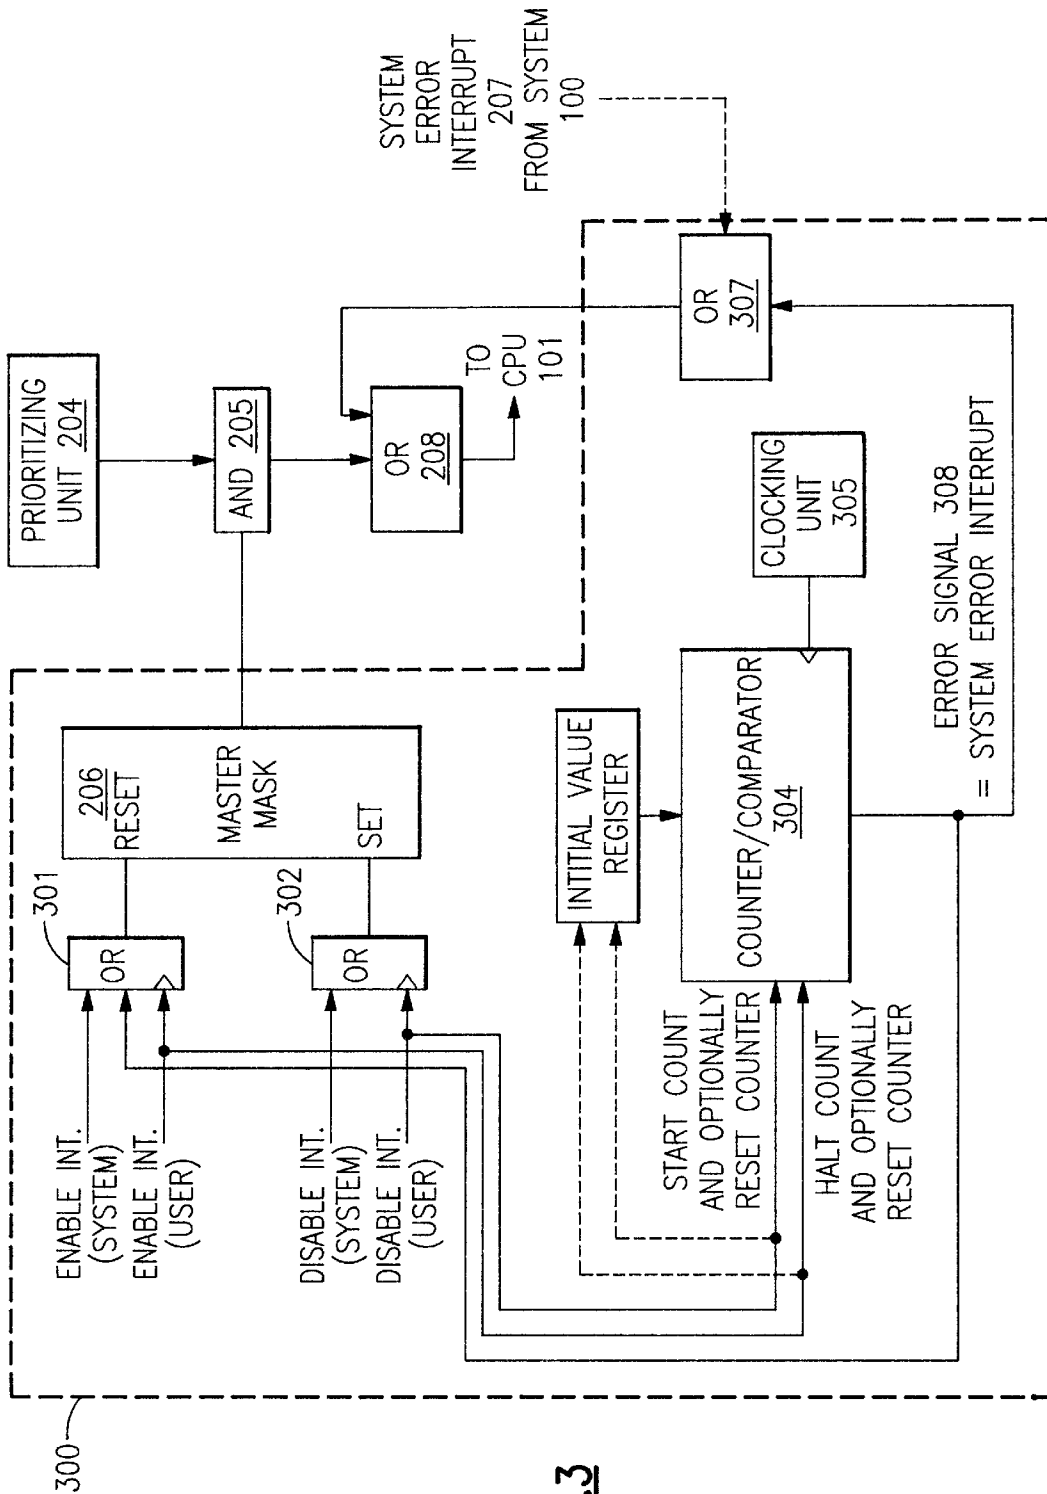 300
ENABLE INT.
(SYSTEM)
ENABLE INT.
(USER)
DISABLE INT.
(SYSTEM)
DISABLE INT.
(USER)
301
OR
302
OR
206
RESET
MASTER
MASK
SET
PRIORITIZING
UNIT 204
AND 205
OR
208
TO
CPU
101
SYSTEM
ERROR
INTERRUPT
207
FROM SYSTEM
100
OR
307
INTITIAL VALUE
REGISTER
START COUNT
AND OPTIONALLY
RESET COUNTER
HALT COUNT
AND OPTIONALLY
RESET COUNTER
COUNTER/COMPARATOR
304
CLOCKING
UNIT
305
ERROR SIGNAL 308
= SYSTEM ERROR INTERRUPT
.3